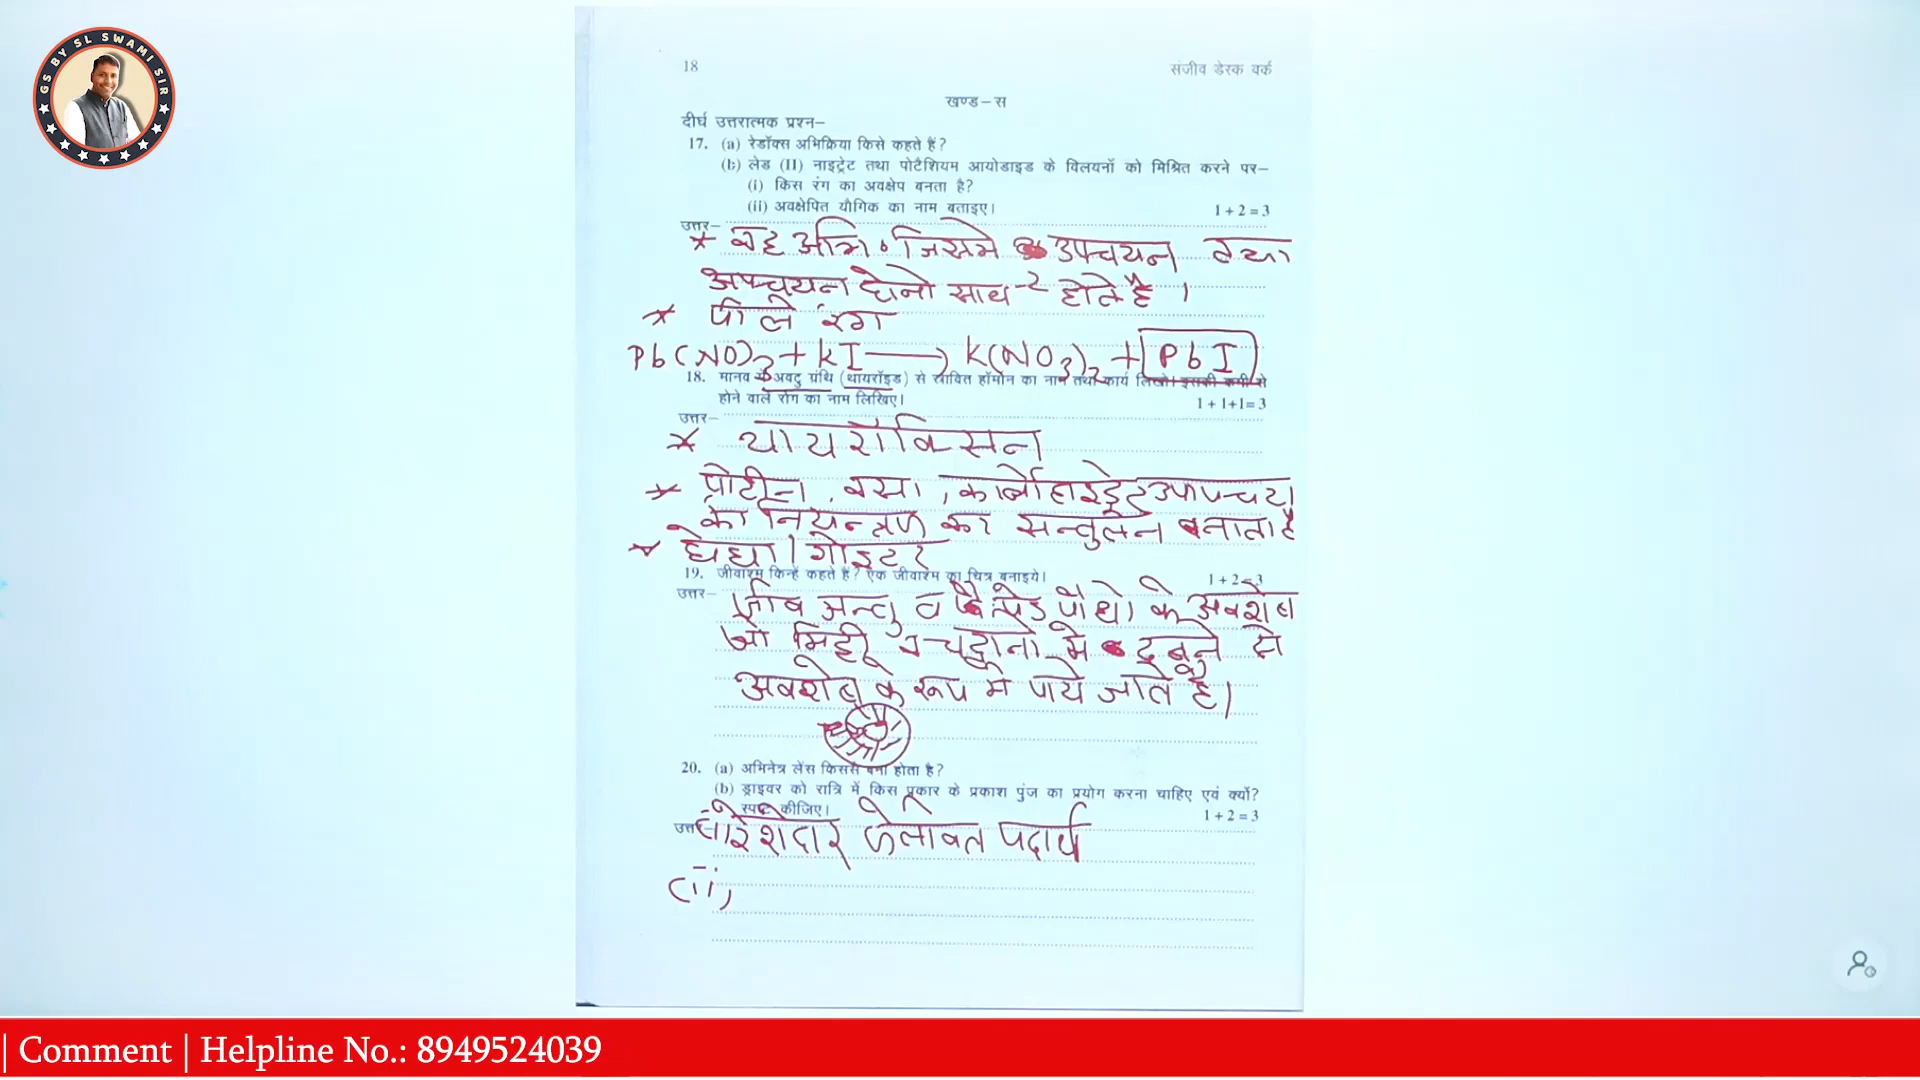 GS BY SL SWAMI SIR
18
संजीव डेस्क वर्क
खण्ड–स
दीर्घ उत्तरात्मक प्रश्न–
17. (a) रेडॉक्स अभिक्रिया किसे कहते हैं?
(b) लेड (II) नाइट्रेट तथा पोटैशियम आयोडाइड के विलयनों को मिश्रित करने पर–
(i) किस रंग का अवक्षेप बनता है?
(ii) अवक्षेपित यौगिक का नाम बताइए।
1 + 2 = 3
उत्तर–
वह अभि॰ जिसमे उपचयन तथा
अपचयन दोनो साथ-2 होते है ।
पीले रंग
Pb(NO3)2 + KI ⟶ K(NO3)2 + PbI
18. मानव में अवटु ग्रंथि (थायरॉइड) से स्रावित हॉर्मोन का नाम तथा कार्य लिखो। इसकी कमी से
होने वाले रोग का नाम लिखिए।
1 + 1+1= 3
उत्तर–
थायरॉक्सिन
प्रोटीन, वसा, कार्बोहाइड्रेट उपापचय
को नियन्त्रण कर सन्तुलन बनाता है
घेंघा / गोइटर
19. जीवाश्म किन्हें कहते हैं? एक जीवाश्म का चित्र बनाइये।
1 + 2 = 3
उत्तर–
जीव जन्तु व पेड पौधो के अवशेष
जो मिट्टी व चट्टानो मे दबने से
अवशेष के रूप मे पाये जाते है।
20. (a) अभिनेत्र लेंस किससे बना होता है?
(b) ड्राइवर को रात्रि में किस प्रकार के प्रकाश पुंज का प्रयोग करना चाहिए एवं क्यों?
स्पष्ट कीजिए।
1 + 2 = 3
उत्तर–
रेशेदार जेलीवत पदार्थ
(ii)
| Comment | Helpline No.: 8949524039